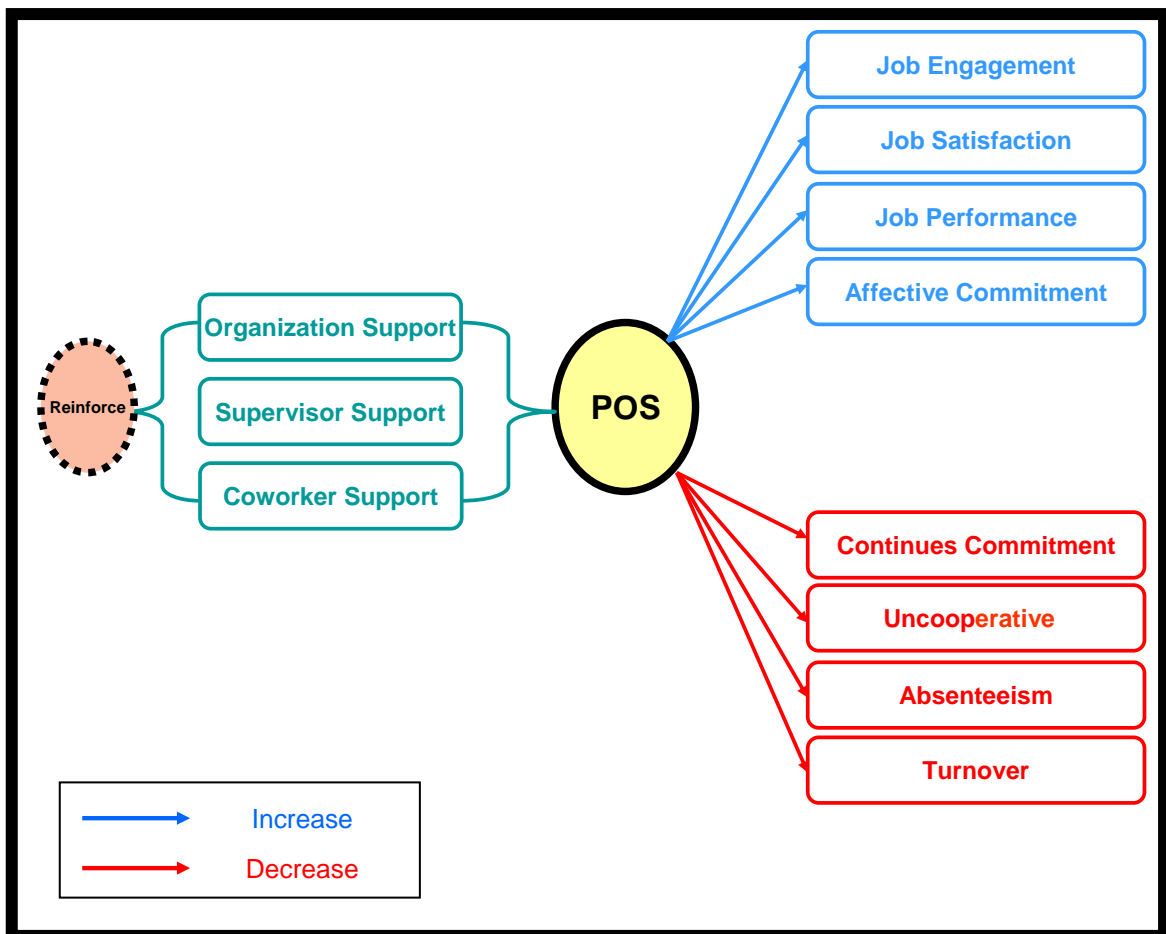 Reinforce
Organization Support
Supervisor Support
Coworker Support
POS
Job Engagement
Job Satisfaction
Job Performance
Affective Commitment
Continues Commitment
Uncooperative
Absenteeism
Turnover
Increase
Decrease